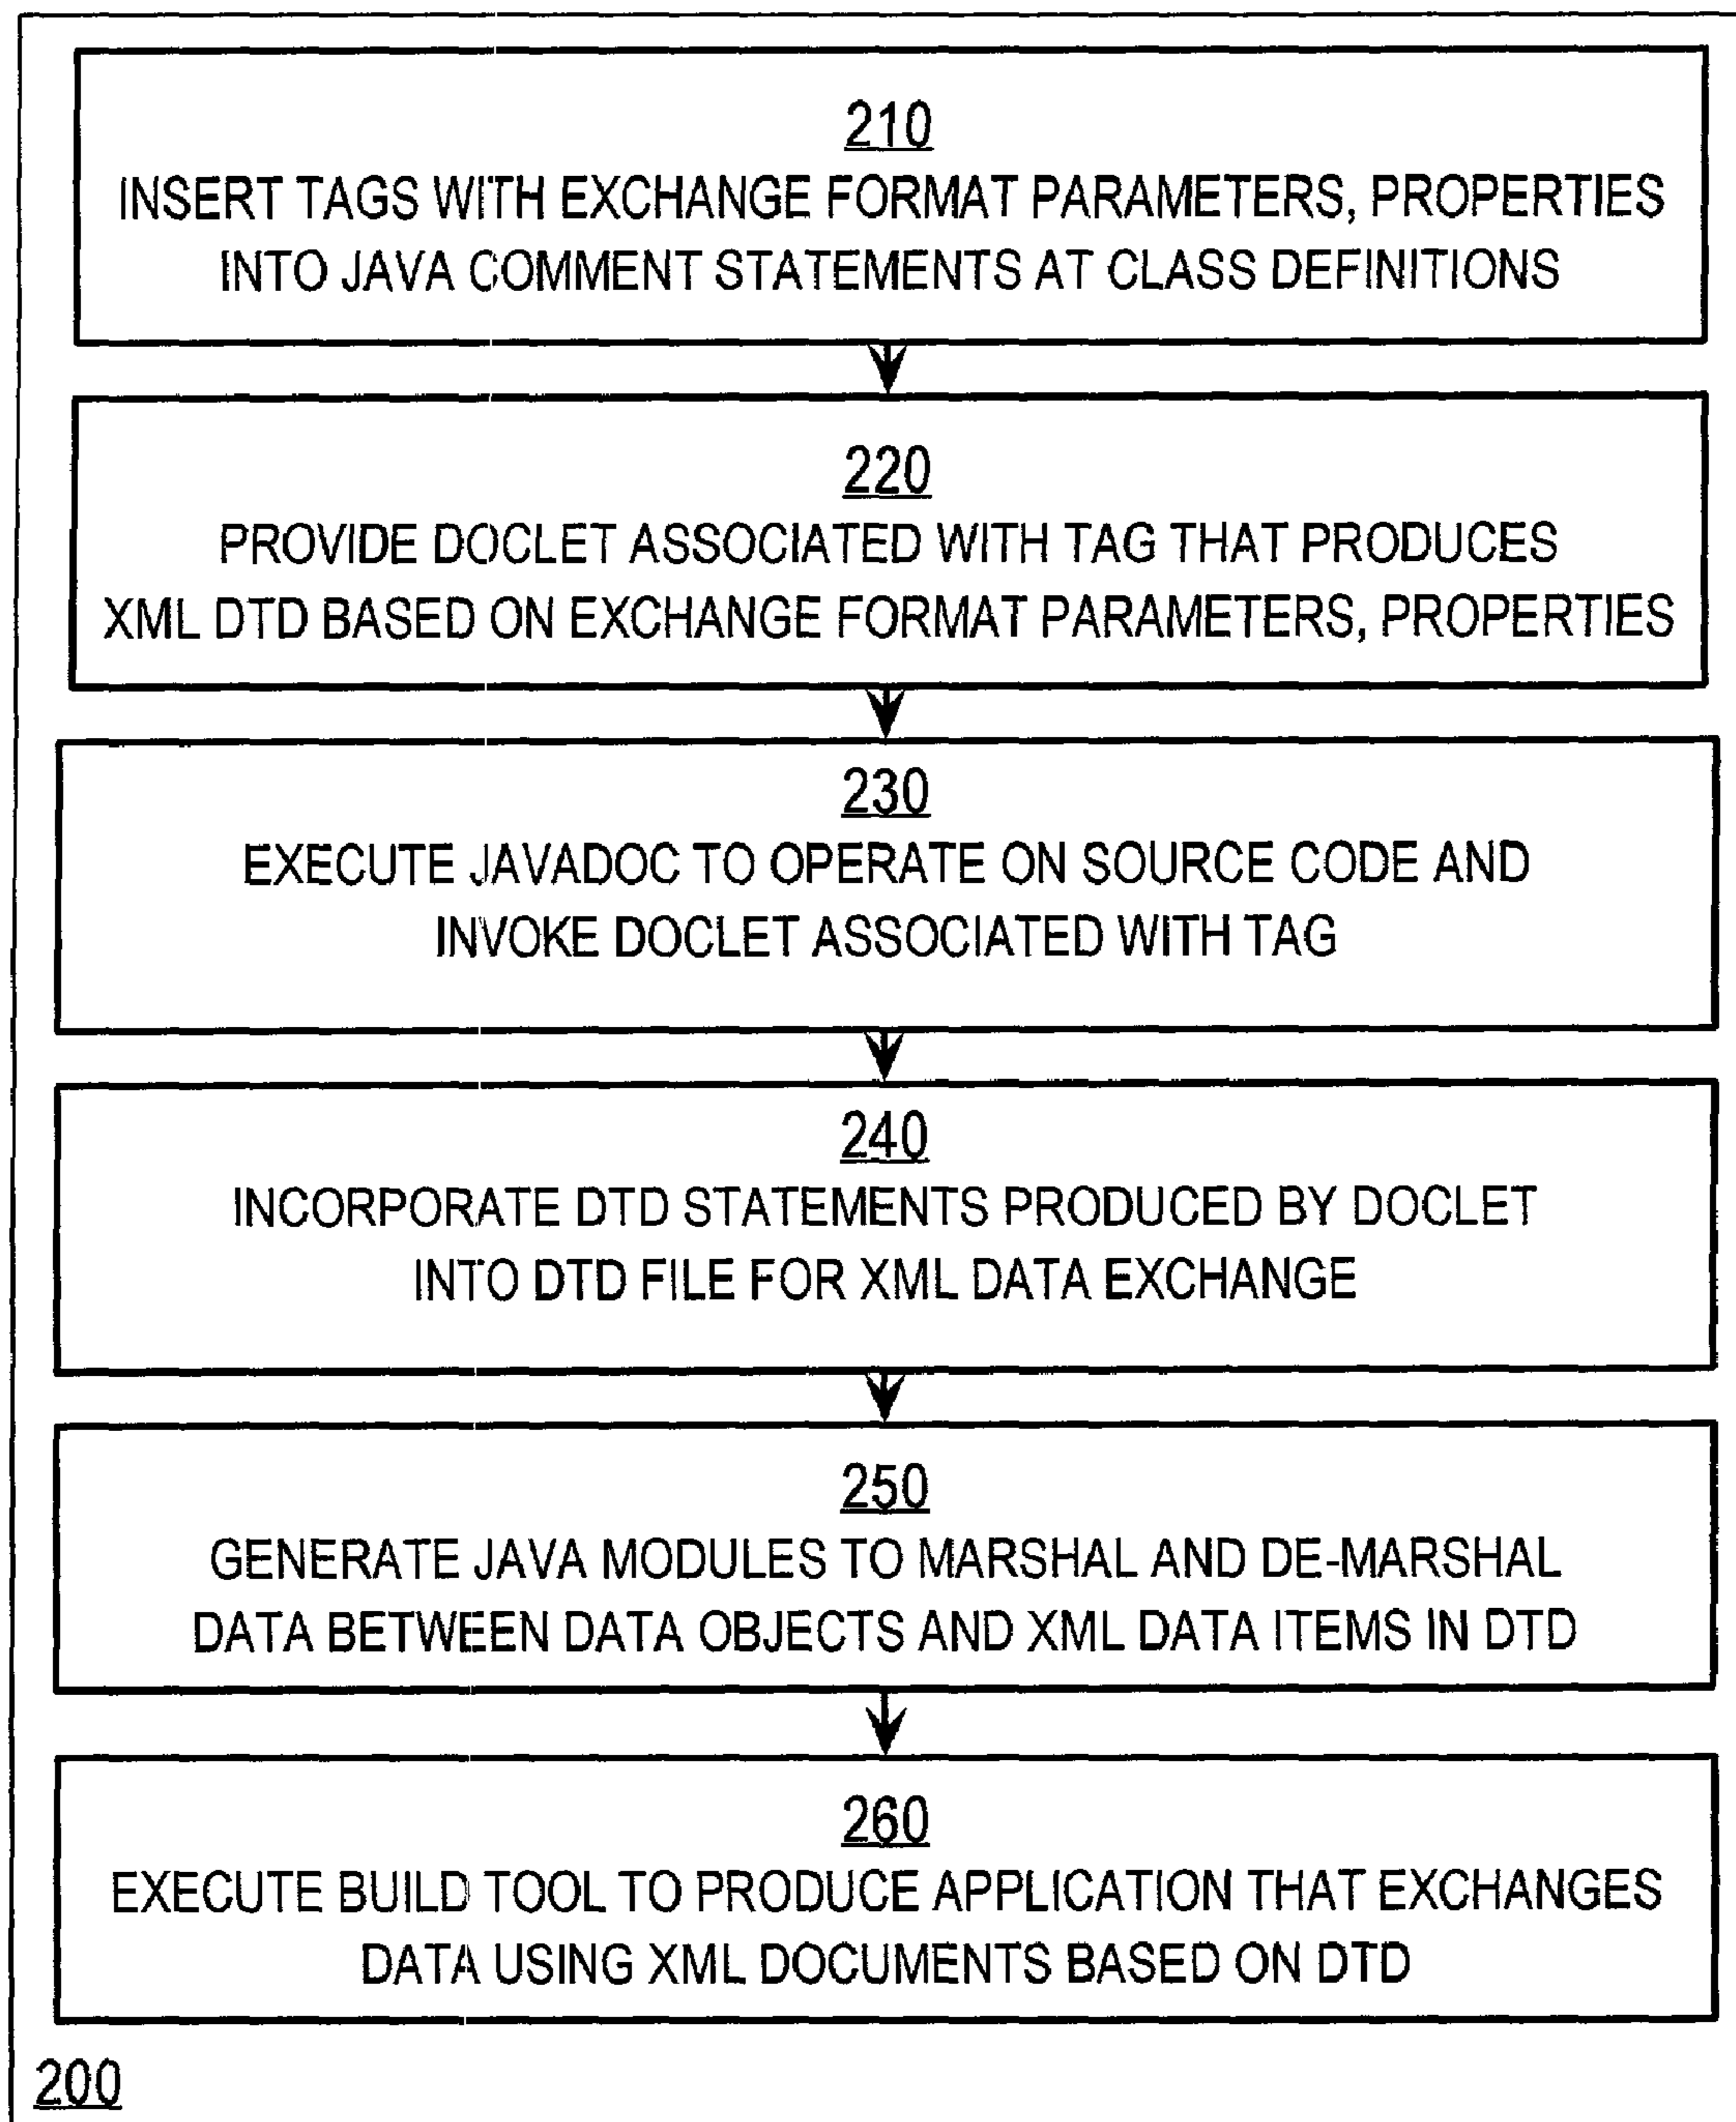 210
INSERT TAGS WITH EXCHANGE FORMAT PARAMETERS, PROPERTIES
INTO JAVA COMMENT STATEMENTS AT CLASS DEFINITIONS
220
PROVIDE DOCLET ASSOCIATED WITH TAG THAT PRODUCES
XML DTD BASED ON EXCHANGE FORMAT PARAMETERS, PROPERTIES
230
EXECUTE JAVADOC TO OPERATE ON SOURCE CODE AND
INVOKE DOCLET ASSOCIATED WITH TAG
240
INCORPORATE DTD STATEMENTS PRODUCED BY DOCLET
INTO DTD FILE FOR XML DATA EXCHANGE
250
GENERATE JAVA MODULES TO MARSHAL AND DE-MARSHAL
DATA BETWEEN DATA OBJECTS AND XML DATA ITEMS IN DTD
260
EXECUTE BUILD TOOL TO PRODUCE APPLICATION THAT EXCHANGES
DATA USING XML DOCUMENTS BASED ON DTD
200